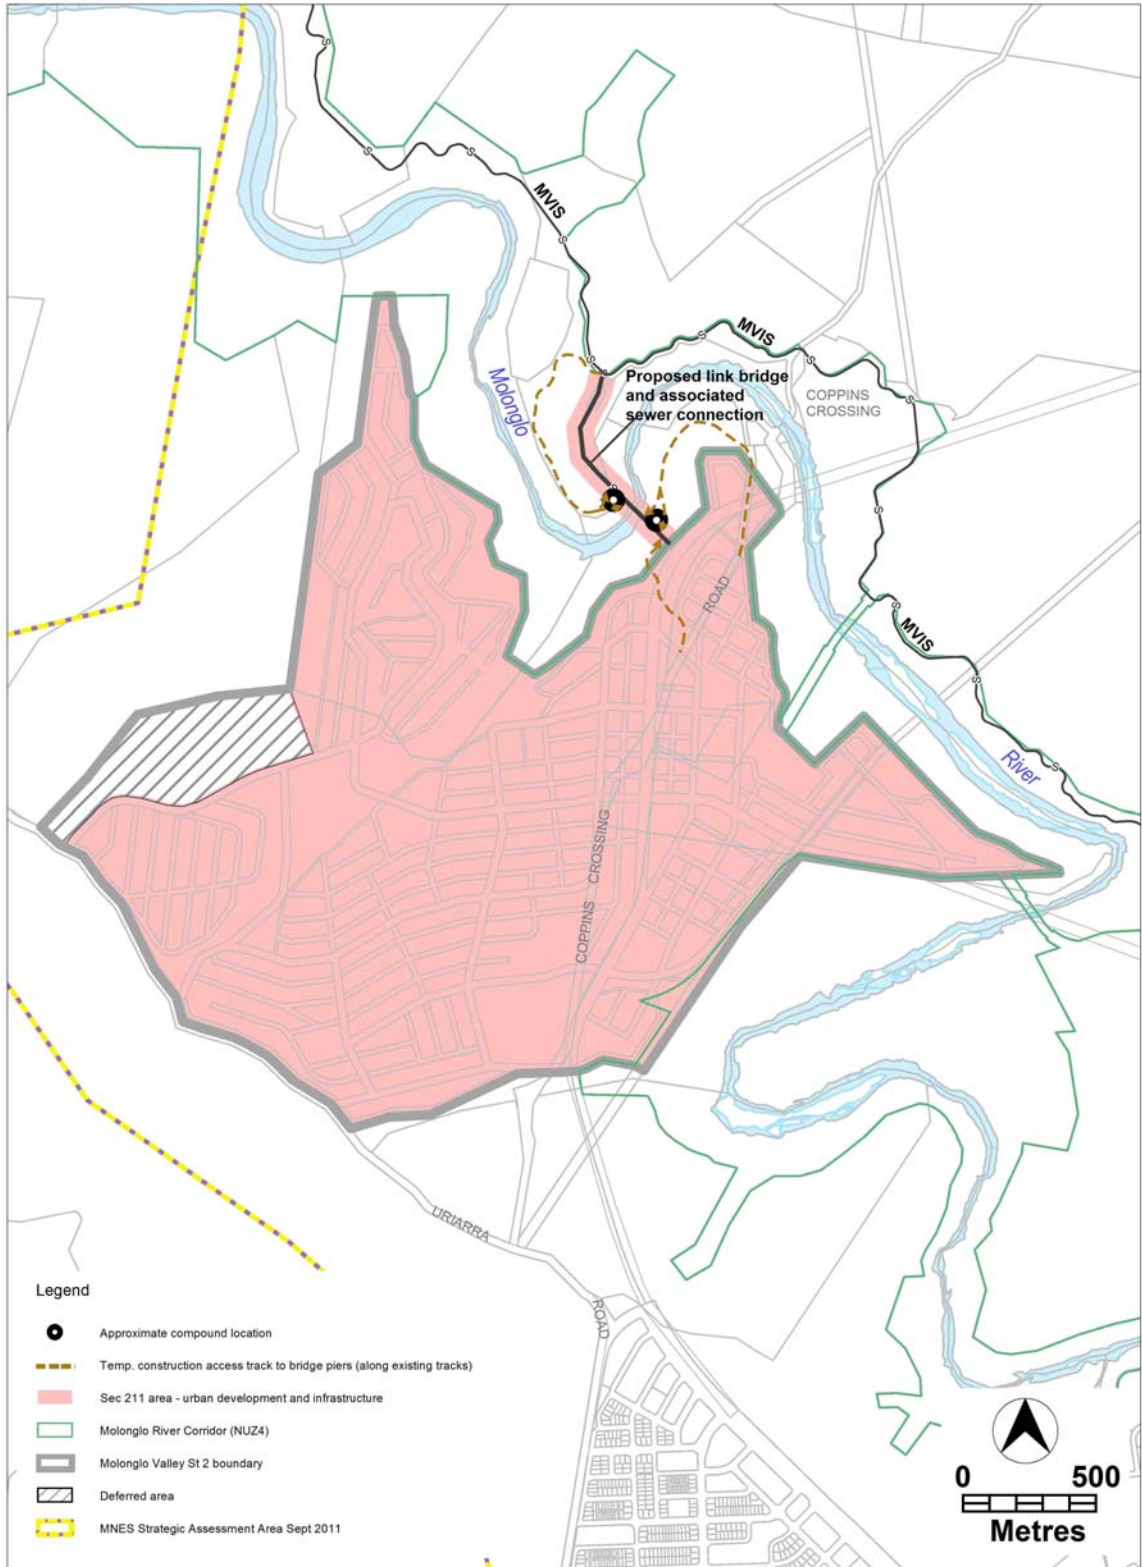 S
S
S
MVIS
S
MVIS
S
S
S
S
Proposed link bridge
and associated
sewer connection
COPPINS
CROSSING
Molonglo
S
ROAD
S
MVIS
S
River
S
COPPINS CROSSING
URIARRA
ROAD
Legend
Approximate compound location
Temp. construction access track to bridge piers (along existing tracks)
Sec 211 area - urban development and infrastructure
Molonglo River Corridor (NUZ4)
Molonglo Valley St 2 boundary
Deferred area
MNES Strategic Assessment Area Sept 2011
0 500
Metres